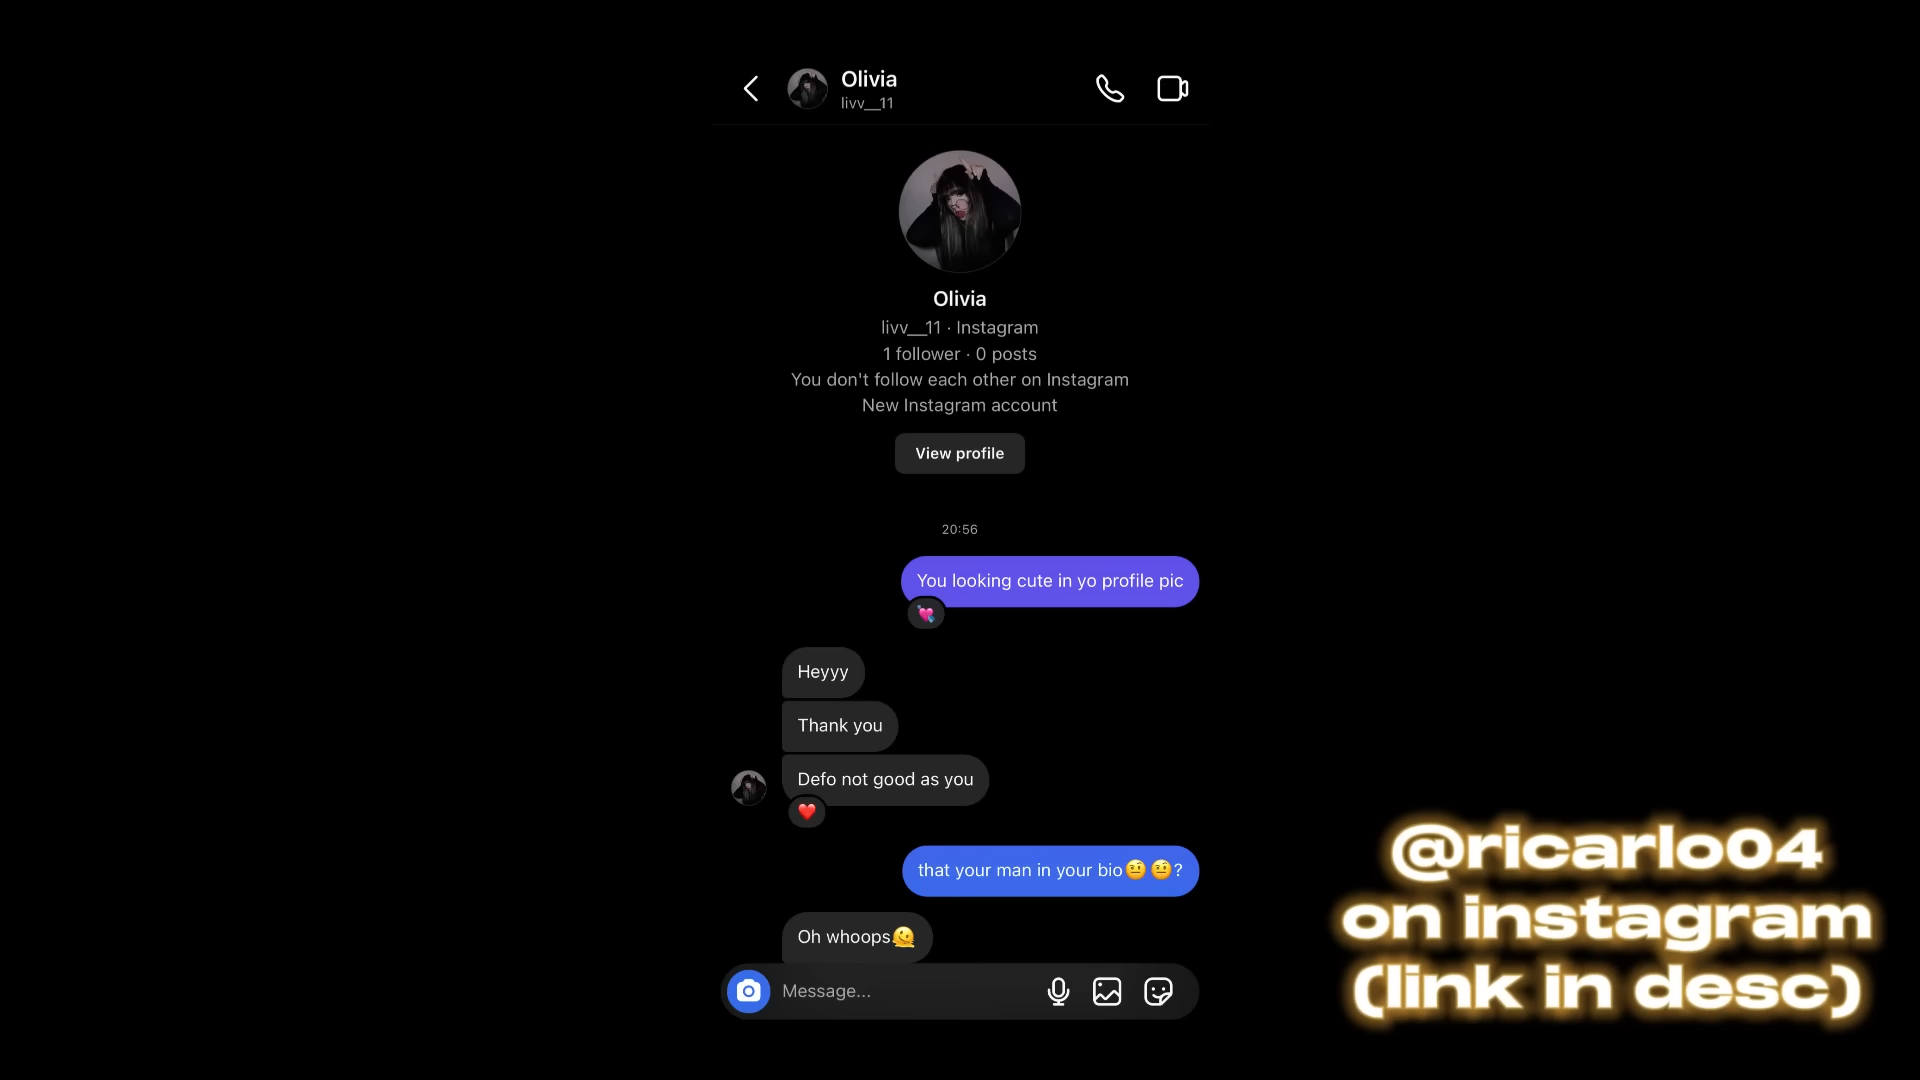 Olivia
livv__11
Olivia
livv__11 · Instagram
1 follower · 0 posts
You don't follow each other on Instagram
New Instagram account
View profile
20:56
You looking cute in yo profile pic
💘
Heyyy
Thank you
Defo not good as you
❤️
that your man in your bio🤨🤨?
Oh whoops🫠
Message...
@ricarlo04
on instagram
(link in desc)